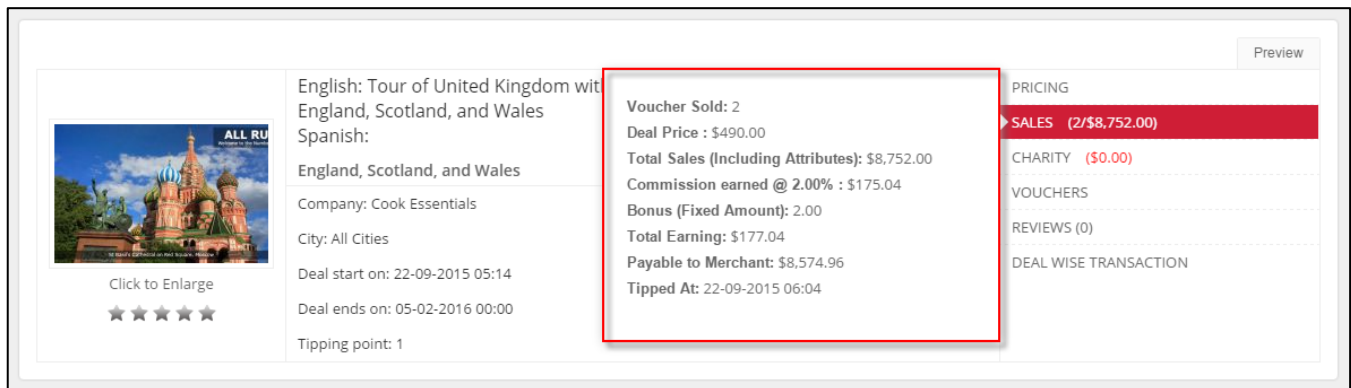 Preview
ALL RU
Click to Enlarge
English: Tour of United Kingdom wit
England, Scotland, and Wales
Spanish:
England, Scotland, and Wales
Company: Cook Essentials
City: All Cities
Deal start on: 22-09-2015 05:14
Deal ends on: 05-02-2016 00:00
Tipping point: 1
Voucher Sold: 2
Deal Price : $490.00
Total Sales (Including Attributes): $8,752.00
Commission earned @ 2.00% : $175.04
Bonus (Fixed Amount): 2.00
Total Earning: $177.04
Payable to Merchant: $8,574.96
Tipped At: 22-09-2015 06:04
PRICING
SALES (2/$8,752.00)
CHARITY ($0.00)
VOUCHERS
REVIEWS (0)
DEAL WISE TRANSACTION